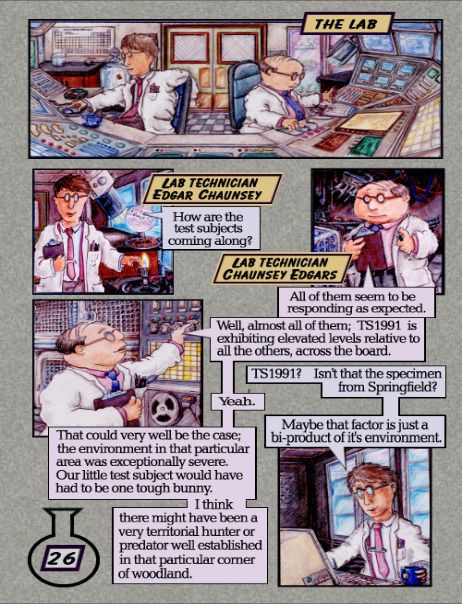 THE LAB
LAB TECHNICIAN
EDGAR CHAUNSEY
How are the
test subjects
coming along?
LAB TECHNICIAN
CHAUNSEY EDGARS
All of them seem to be
responding as expected.
Well, almost all of them; TS1991 is
exhibiting elevated levels relative to
all the others, across the board.
TS1991? Isn't that the specimen
from Springfield?
Yeah.
Maybe that factor is just a
bi-product of it's environment.
That could very well be the case;
the environment in that particular
area was exceptionally severe.
Our little test subject would have
had to be one tough bunny.
I think
there might have been a
very territorial hunter or
predator well established
in that particular corner
of woodland.
26